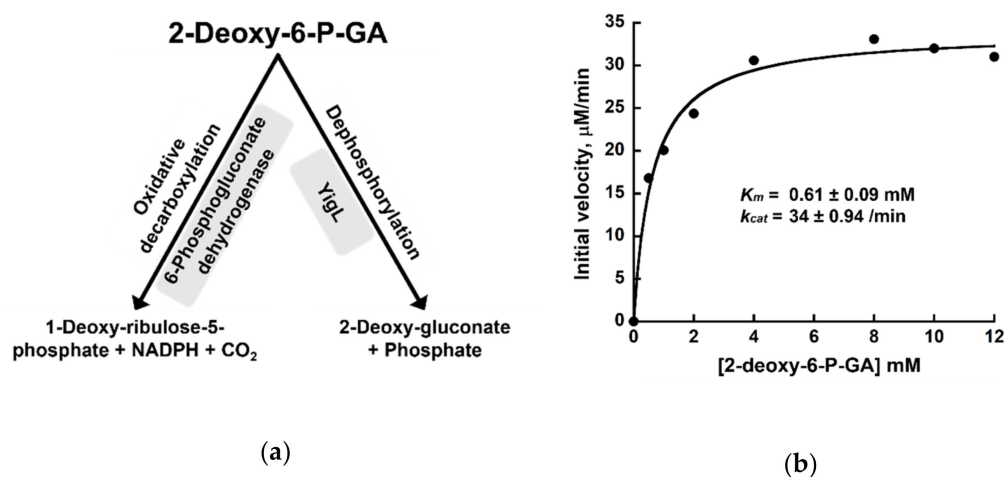 2-Deoxy-6-P-GA
Oxidative
decarboxylation
6-Phosphogluconate
dehydrogenase
YigL
Dephosphorylation
1-Deoxy-ribulose-5-
phosphate + NADPH + CO₂
2-Deoxy-gluconate
+ Phosphate
(a)
Initial velocity, μM/min
35
30
25
20
15
10
5
0
Kₘ = 0.61 ± 0.09 mM
k_cat = 34 ± 0.94 /min
0 2 4 6 8 10 12
[2-deoxy-6-P-GA] mM
(b)